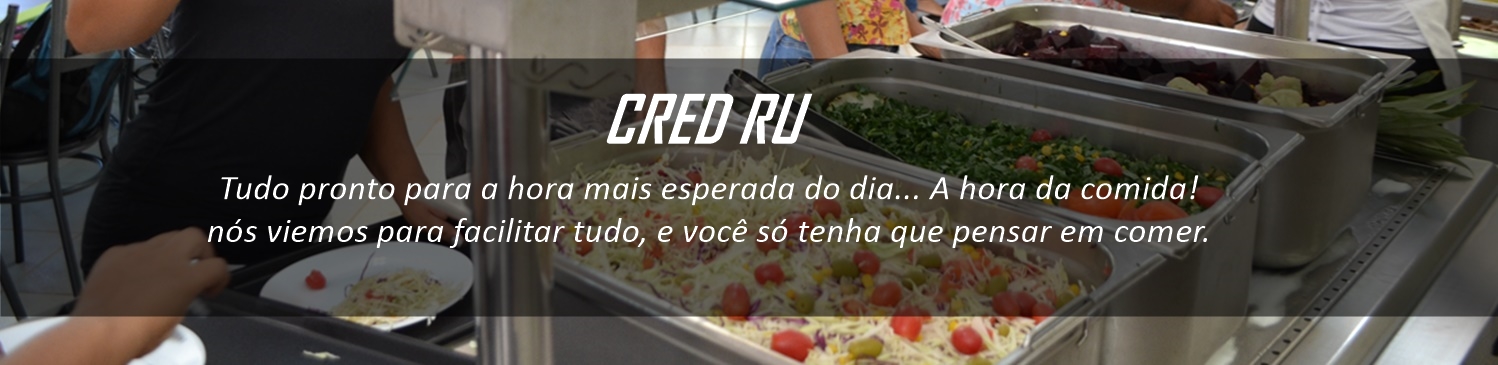 CRED RU
Tudo pronto para a hora mais esperada do dia... A hora da comida!
nós viemos para facilitar tudo, e você só tenha que pensar em comer.